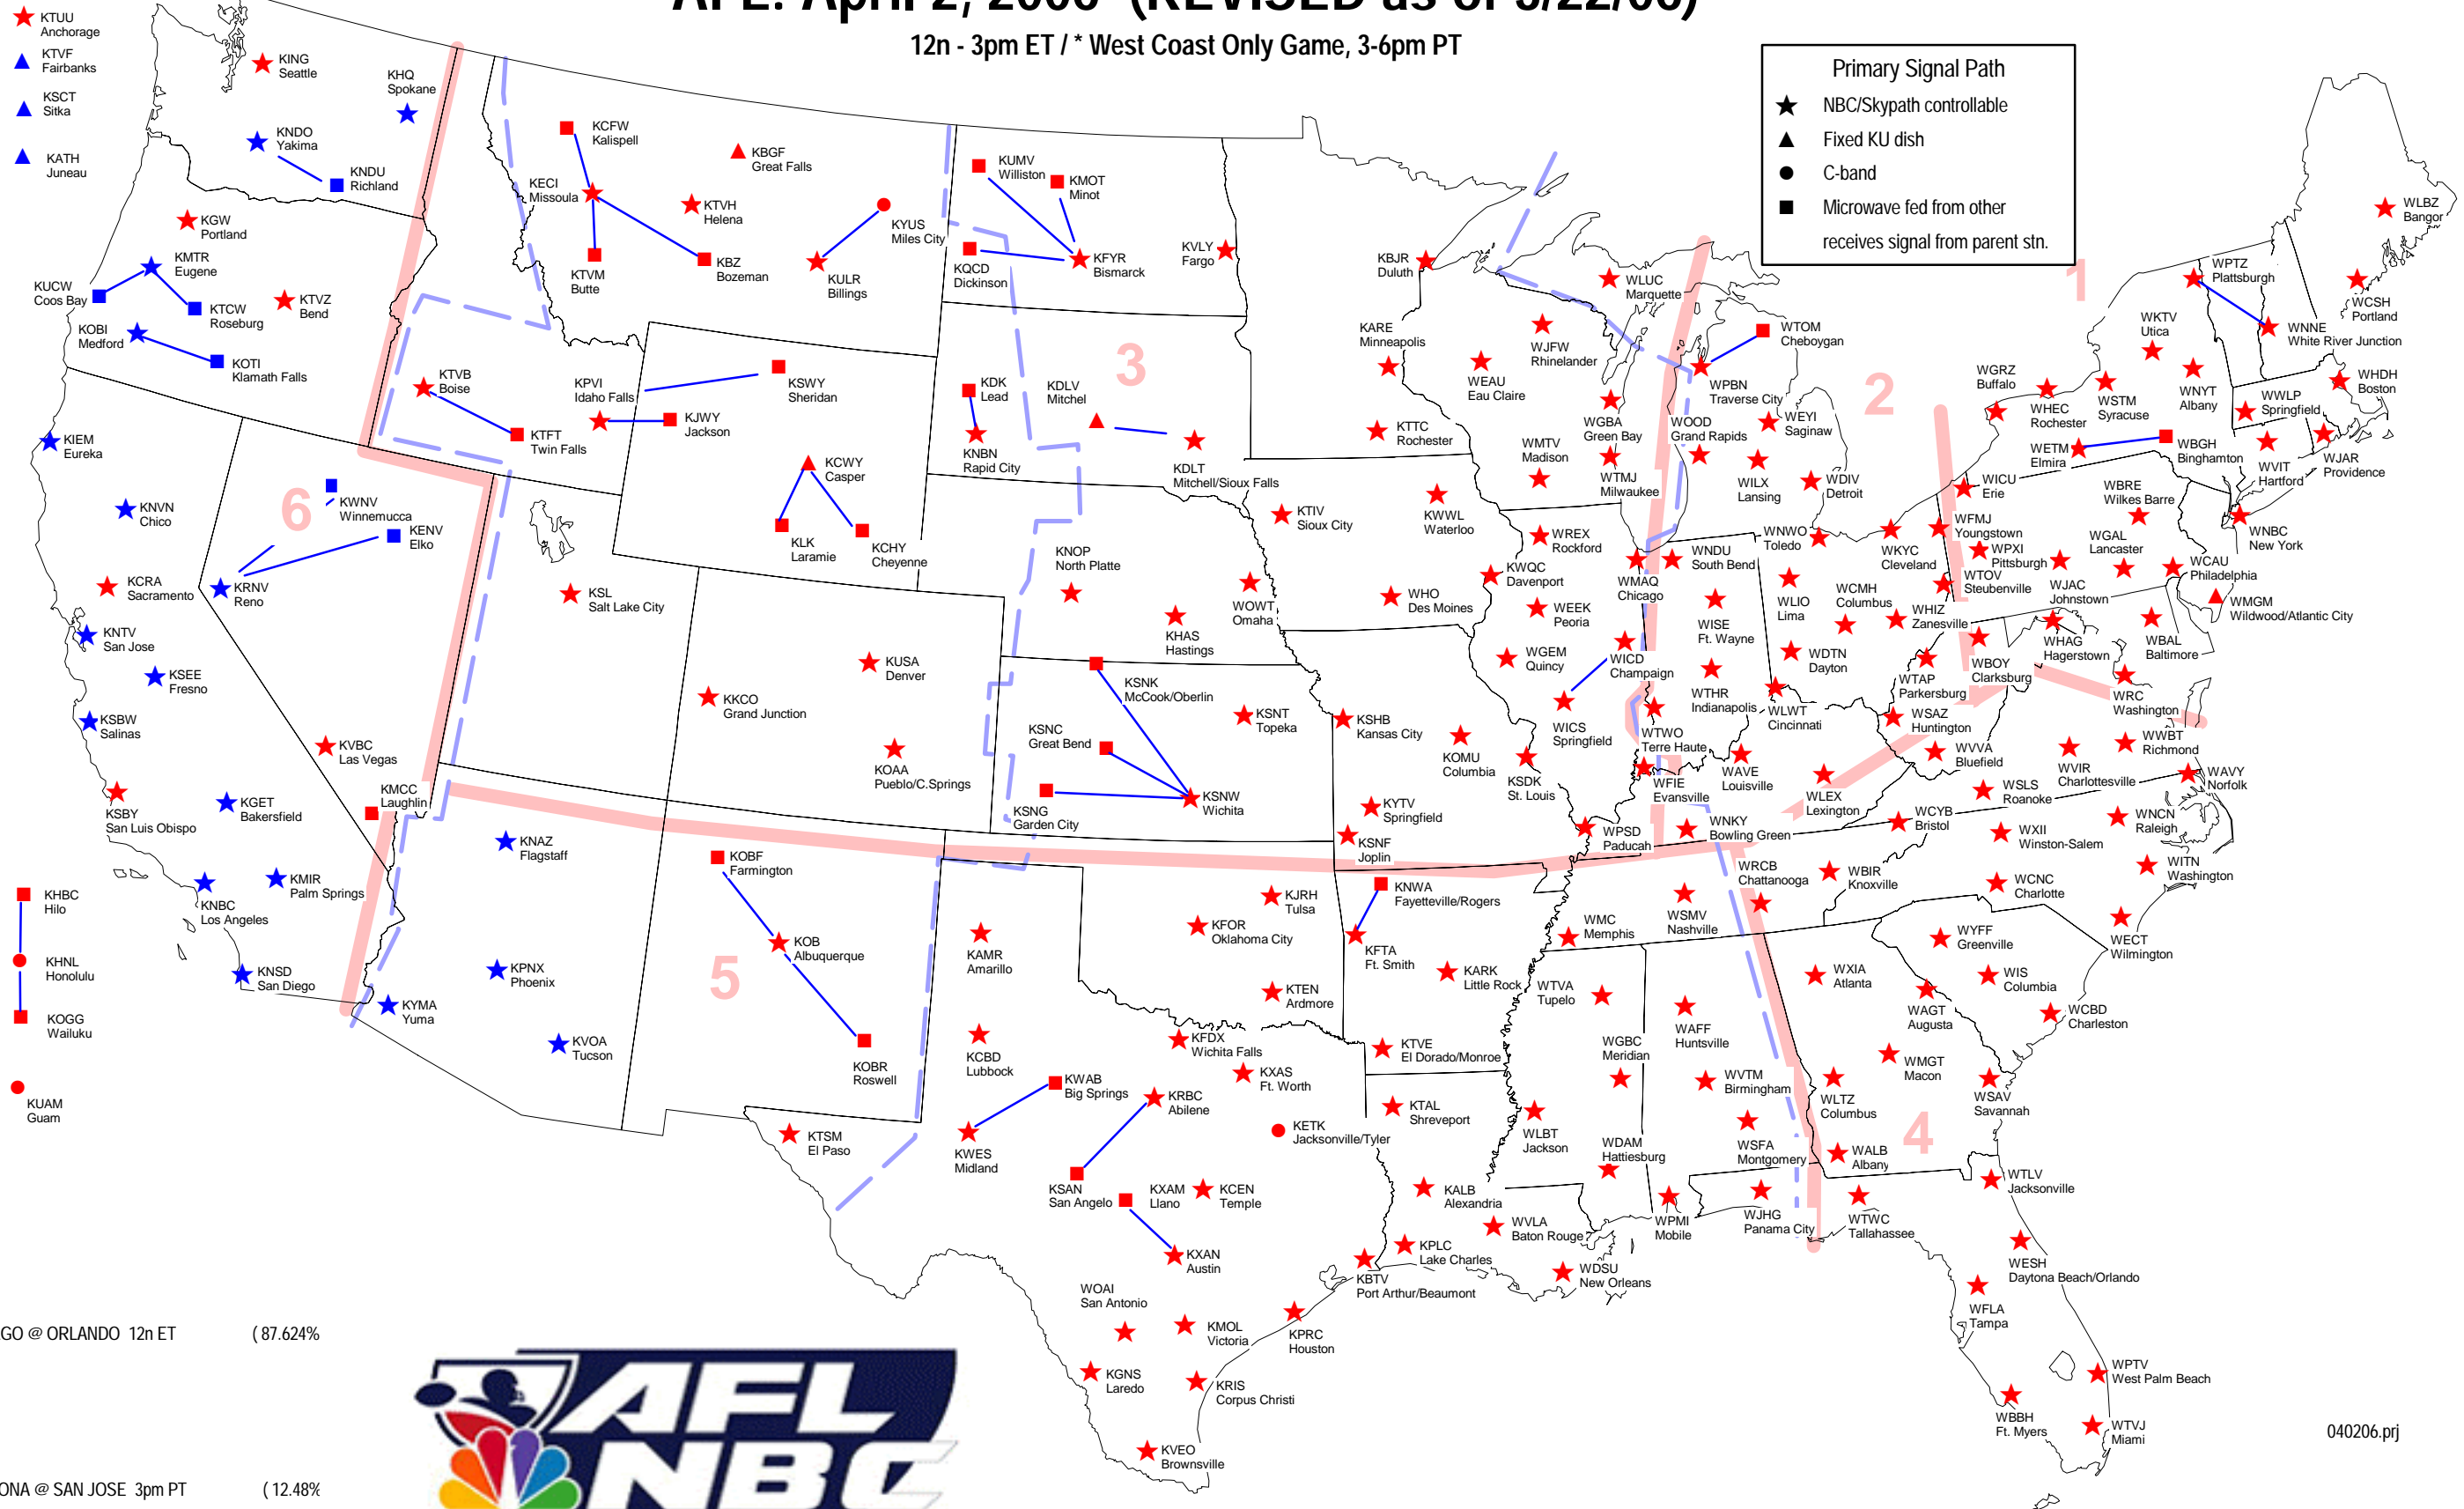 AFL: April 2, 2006 (REVISED as of 3/22/06)
12n - 3pm ET / * West Coast Only Game, 3-6pm PT
Primary Signal Path
NBC/Skypath controllable
Fixed KU dish
C-band
Microwave fed from other
receives signal from parent stn.
KTUU
Anchorage
KTVF
Fairbanks
KSCT
Sitka
KATH
Juneau
KING
Seattle
KHQ
Spokane
KNDO
Yakima
KNDU
Richland
KGW
Portland
KMTR
Eugene
KUCW
Coos Bay
KTCW
Roseburg
KTVZ
Bend
KOBI
Medford
KOTI
Klamath Falls
KCFW
Kalispell
KBGF
Great Falls
KECI
Missoula
KTVH
Helena
KYUS
Miles City
KTVM
Butte
KBZ
Bozeman
KULR
Billings
KUMV
Williston
KMOT
Minot
KQCD
Dickinson
KFYR
Bismarck
KVLY
Fargo
KBJR
Duluth
KARE
Minneapolis
KTTC
Rochester
WLUC
Marquette
WJFW
Rhinelander
WEAU
Eau Claire
WGBA
Green Bay
WMTV
Madison
WTMJ
Milwaukee
WTOM
Cheboygan
WPBN
Traverse City
WOOD
Grand Rapids
WEYI
Saginaw
WILX
Lansing
WDIV
Detroit
1
2
3
4
5
6
WLBZ
Bangor
WPTZ
Plattsburgh
WCSH
Portland
WNNE
White River Junction
WKTV
Utica
WGRZ
Buffalo
WHEC
Rochester
WSTM
Syracuse
WNYT
Albany
WHDH
Boston
WWLP
Springfield
WETM
Elmira
WBGH
Binghamton
WVIT
Hartford
WJAR
Providence
WICU
Erie
WBRE
Wilkes Barre
WNBC
New York
WFMJ
Youngstown
WPXI
Pittsburgh
WGAL
Lancaster
WCAU
Philadelphia
WTOV
Steubenville
WJAC
Johnstown
WMGM
Wildwood/Atlantic City
WHAG
Hagerstown
WBAL
Baltimore
WBOY
Clarksburg
WRC
Washington
KTVB
Boise
KTFT
Twin Falls
KPVI
Idaho Falls
KSWY
Sheridan
KJWY
Jackson
KCWY
Casper
KLK
Laramie
KCHY
Cheyenne
KDK
Lead
KDLV
Mitchel
KNBN
Rapid City
KDLT
Mitchell/Sioux Falls
KTIV
Sioux City
KWWL
Waterloo
KNOP
North Platte
WOWT
Omaha
KHAS
Hastings
WHO
Des Moines
WREX
Rockford
KWQC
Davenport
WEEK
Peoria
WMAQ
Chicago
WNDU
South Bend
WGEM
Quincy
WICD
Champaign
WICS
Springfield
WISE
Ft. Wayne
WTHR
Indianapolis
WTWO
Terre Haute
WFIE
Evansville
WAVE
Louisville
WNWO
Toledo
WKYC
Cleveland
WLIO
Lima
WCMH
Columbus
WHIZ
Zanesville
WDTN
Dayton
WLWT
Cincinnati
WTAP
Parkersburg
WSAZ
Huntington
WVVA
Bluefield
WLEX
Lexington
WNKY
Bowling Green
WPSD
Paducah
KIEM
Eureka
KNVN
Chico
KWNV
Winnemucca
KENV
Elko
KRNV
Reno
KCRA
Sacramento
KNTV
San Jose
KSEE
Fresno
KSBW
Salinas
KVBC
Las Vegas
KSBY
San Luis Obispo
KGET
Bakersfield
KMCC
Laughlin
KNBC
Los Angeles
KMIR
Palm Springs
KNSD
San Diego
KYMA
Yuma
KSL
Salt Lake City
KUSA
Denver
KKCO
Grand Junction
KOAA
Pueblo/C.Springs
KSNK
McCook/Oberlin
KSNC
Great Bend
KSNG
Garden City
KSNW
Wichita
KSNT
Topeka
KSHB
Kansas City
KOMU
Columbia
KSDK
St. Louis
KYTV
Springfield
KSNF
Joplin
KNAZ
Flagstaff
KPNX
Phoenix
KVOA
Tucson
KOBF
Farmington
KOB
Albuquerque
KOBR
Roswell
KTSM
El Paso
KAMR
Amarillo
KCBD
Lubbock
KWAB
Big Springs
KWES
Midland
KRBC
Abilene
KSAN
San Angelo
KXAM
Llano
KXAN
Austin
KCEN
Temple
KETK
Jacksonville/Tyler
KXAS
Ft. Worth
KFDX
Wichita Falls
KTEN
Ardmore
KJRH
Tulsa
KFOR
Oklahoma City
KNWA
Fayetteville/Rogers
KFTA
Ft. Smith
KARK
Little Rock
KTVE
El Dorado/Monroe
KTAL
Shreveport
KALB
Alexandria
KPLC
Lake Charles
KBTV
Port Arthur/Beaumont
WVLA
Baton Rouge
WDSU
New Orleans
WOAI
San Antonio
KMOL
Victoria
KPRC
Houston
KGNS
Laredo
KRIS
Corpus Christi
KVEO
Brownsville
WMC
Memphis
WSMV
Nashville
WRCB
Chattanooga
WBIR
Knoxville
WCYB
Bristol
WTVA
Tupelo
WGBC
Meridian
WLBT
Jackson
WDAM
Hattiesburg
WAFF
Huntsville
WVTM
Birmingham
WSFA
Montgomery
WPMI
Mobile
WJHG
Panama City
WXIA
Atlanta
WMGT
Macon
WLTZ
Columbus
WALB
Albany
WAGT
Augusta
WSAV
Savannah
WYFF
Greenville
WIS
Columbia
WCBD
Charleston
WCNC
Charlotte
WXII
Winston-Salem
WNCN
Raleigh
WITN
Washington
WECT
Wilmington
WSLS
Roanoke
WVIR
Charlottesville
WWBT
Richmond
WAVY
Norfolk
WTLV
Jacksonville
WTWC
Tallahassee
WESH
Daytona Beach/Orlando
WFLA
Tampa
WPTV
West Palm Beach
WBBH
Ft. Myers
WTVJ
Miami
KHBC
Hilo
KHNL
Honolulu
KOGG
Wailuku
KUAM
Guam
GO @ ORLANDO 12n ET ( 87.624%
ONA @ SAN JOSE 3pm PT ( 12.48%
AFL
NBC
040206.prj